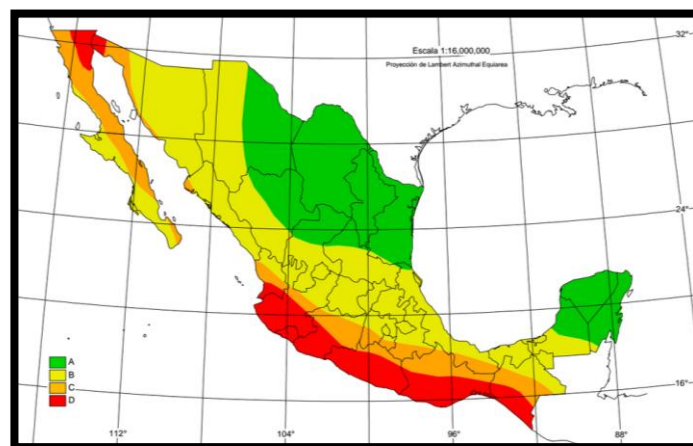 Escala 1:16,000,000
Proyección de Lambert Azimuthal Equiarea
32°
24°
16°
A
B
C
D
112°
104°
96°
88°